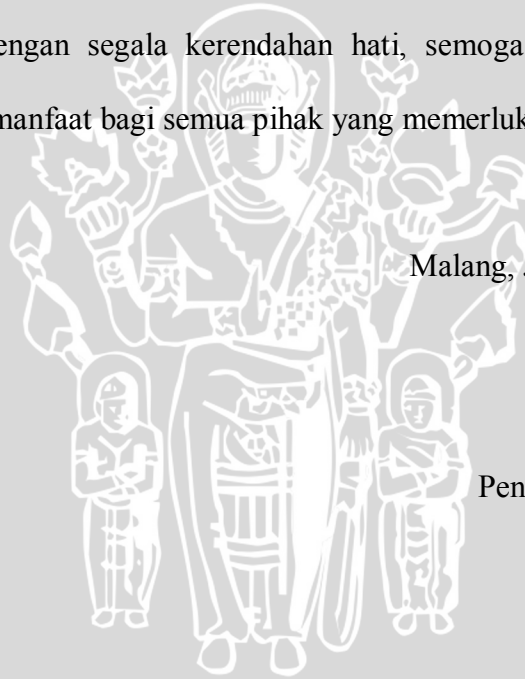 engan segala kerendahan hati, semoga
manfaat bagi semua pihak yang memerluk
Malang,
Pen